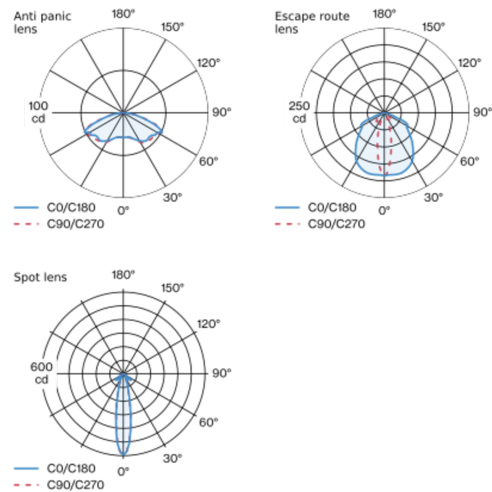 Anti panic
lens
180°
150°
120°
100
cd
90°
60°
30°
0°
C0/C180
C90/C270
Escape route
lens
180°
150°
120°
250
cd
90°
60°
30°
0°
C0/C180
C90/C270
Spot lens
180°
150°
120°
600
cd
90°
60°
30°
0°
C0/C180
C90/C270